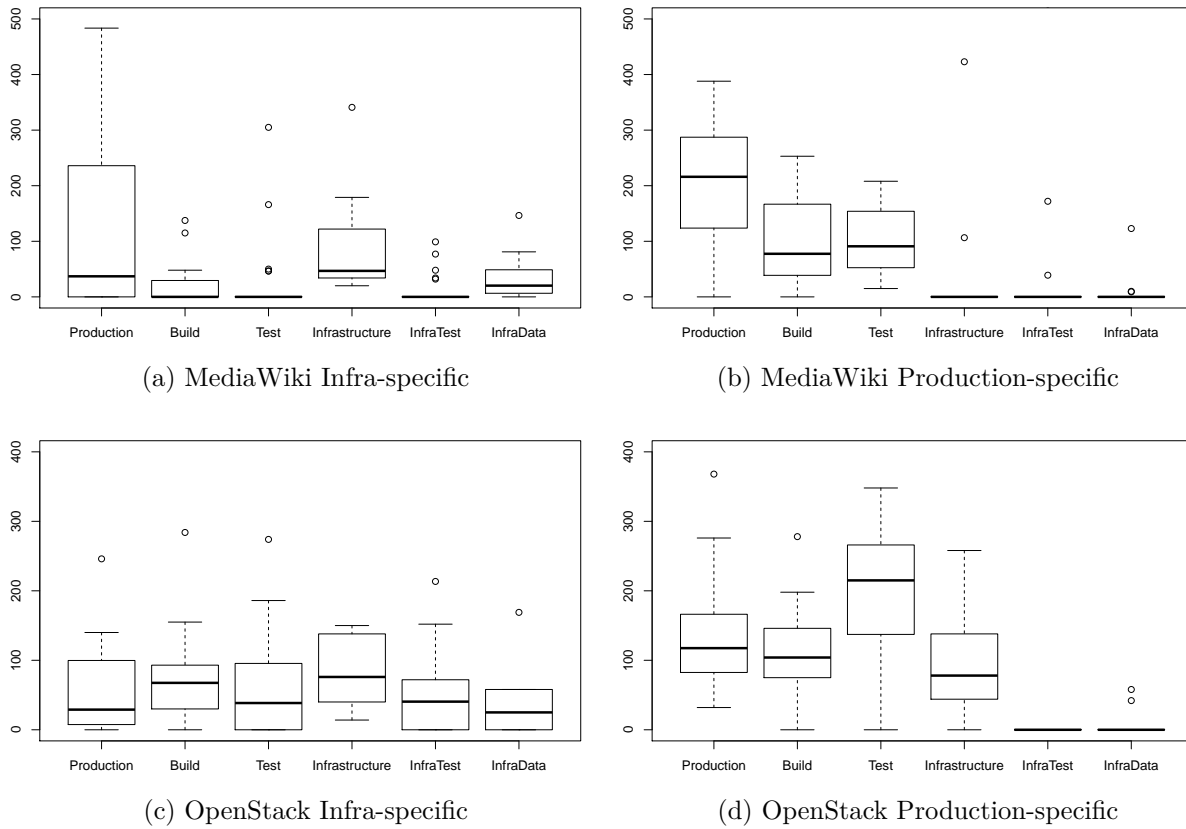 500
400
300
200
100
0
Production Build Test Infrastructure InfraTest InfraData
(a) MediaWiki Infra-specific
500
400
300
200
100
0
Production Build Test Infrastructure InfraTest InfraData
(b) MediaWiki Production-specific
400
300
200
100
0
Production Build Test Infrastructure InfraTest InfraData
(c) OpenStack Infra-specific
400
300
200
100
0
Production Build Test Infrastructure InfraTest InfraData
(d) OpenStack Production-specific